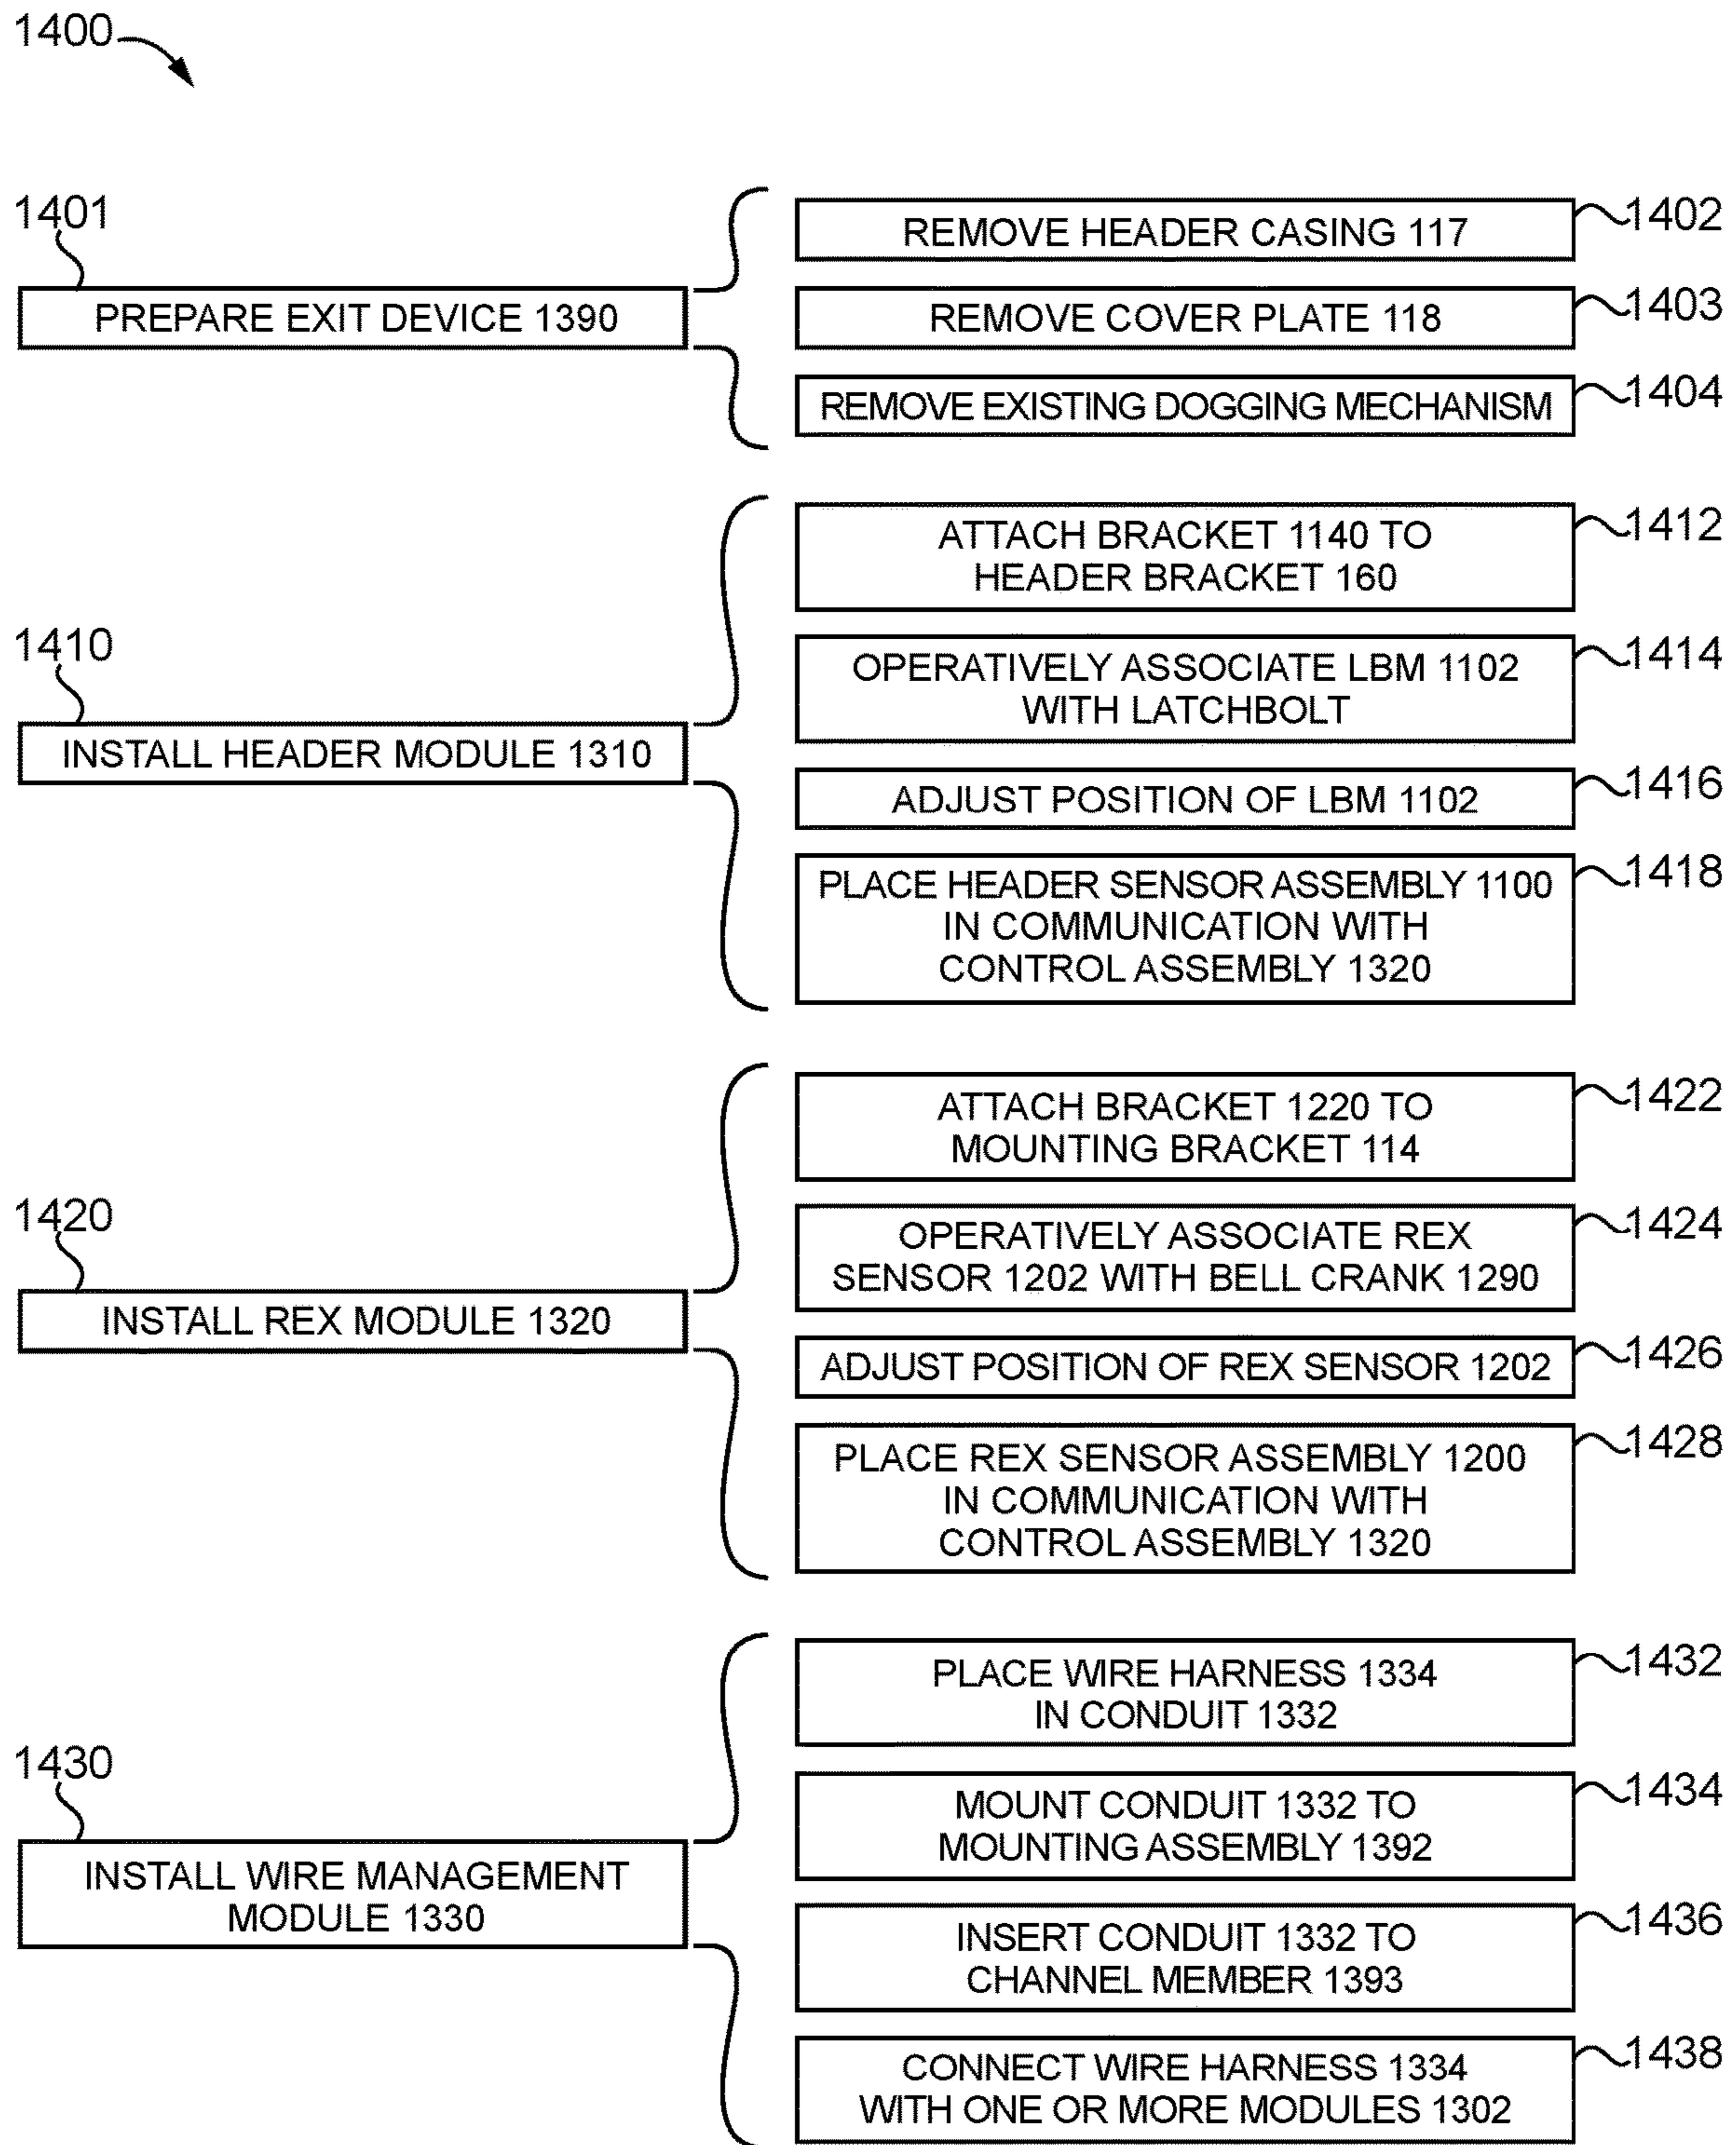 1400
1401
PREPARE EXIT DEVICE 1390
REMOVE HEADER CASING 117
1402
REMOVE COVER PLATE 118
1403
REMOVE EXISTING DOGGING MECHANISM
1404
1410
INSTALL HEADER MODULE 1310
ATTACH BRACKET 1140 TO
HEADER BRACKET 160
1412
OPERATIVELY ASSOCIATE LBM 1102
WITH LATCHBOLT
1414
ADJUST POSITION OF LBM 1102
1416
PLACE HEADER SENSOR ASSEMBLY 1100
IN COMMUNICATION WITH
CONTROL ASSEMBLY 1320
1418
1420
INSTALL REX MODULE 1320
ATTACH BRACKET 1220 TO
MOUNTING BRACKET 114
1422
OPERATIVELY ASSOCIATE REX
SENSOR 1202 WITH BELL CRANK 1290
1424
ADJUST POSITION OF REX SENSOR 1202
1426
PLACE REX SENSOR ASSEMBLY 1200
IN COMMUNICATION WITH
CONTROL ASSEMBLY 1320
1428
1430
INSTALL WIRE MANAGEMENT
MODULE 1330
PLACE WIRE HARNESS 1334
IN CONDUIT 1332
1432
MOUNT CONDUIT 1332 TO
MOUNTING ASSEMBLY 1392
1434
INSERT CONDUIT 1332 TO
CHANNEL MEMBER 1393
1436
CONNECT WIRE HARNESS 1334
WITH ONE OR MORE MODULES 1302
1438